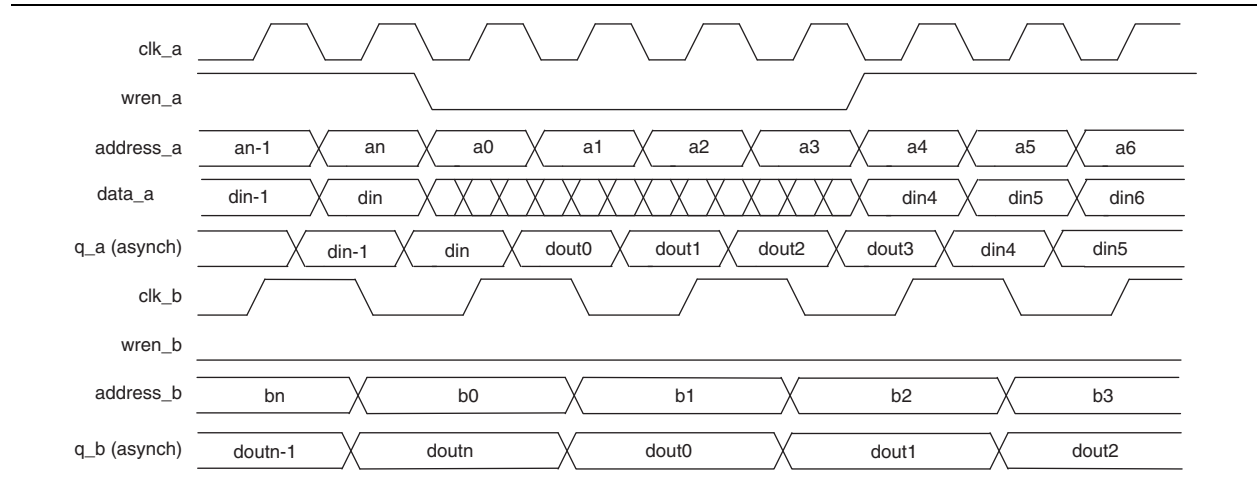 clk_a
wren_a
address_a an-1 an a0 a1 a2 a3 a4 a5 a6
data_a din-1 din din4 din5 din6
q_a (asynch) din-1 din dout0 dout1 dout2 dout3 din4 din5
clk_b
wren_b
address_b bn b0 b1 b2 b3
q_b (asynch) doutn-1 doutn dout0 dout1 dout2